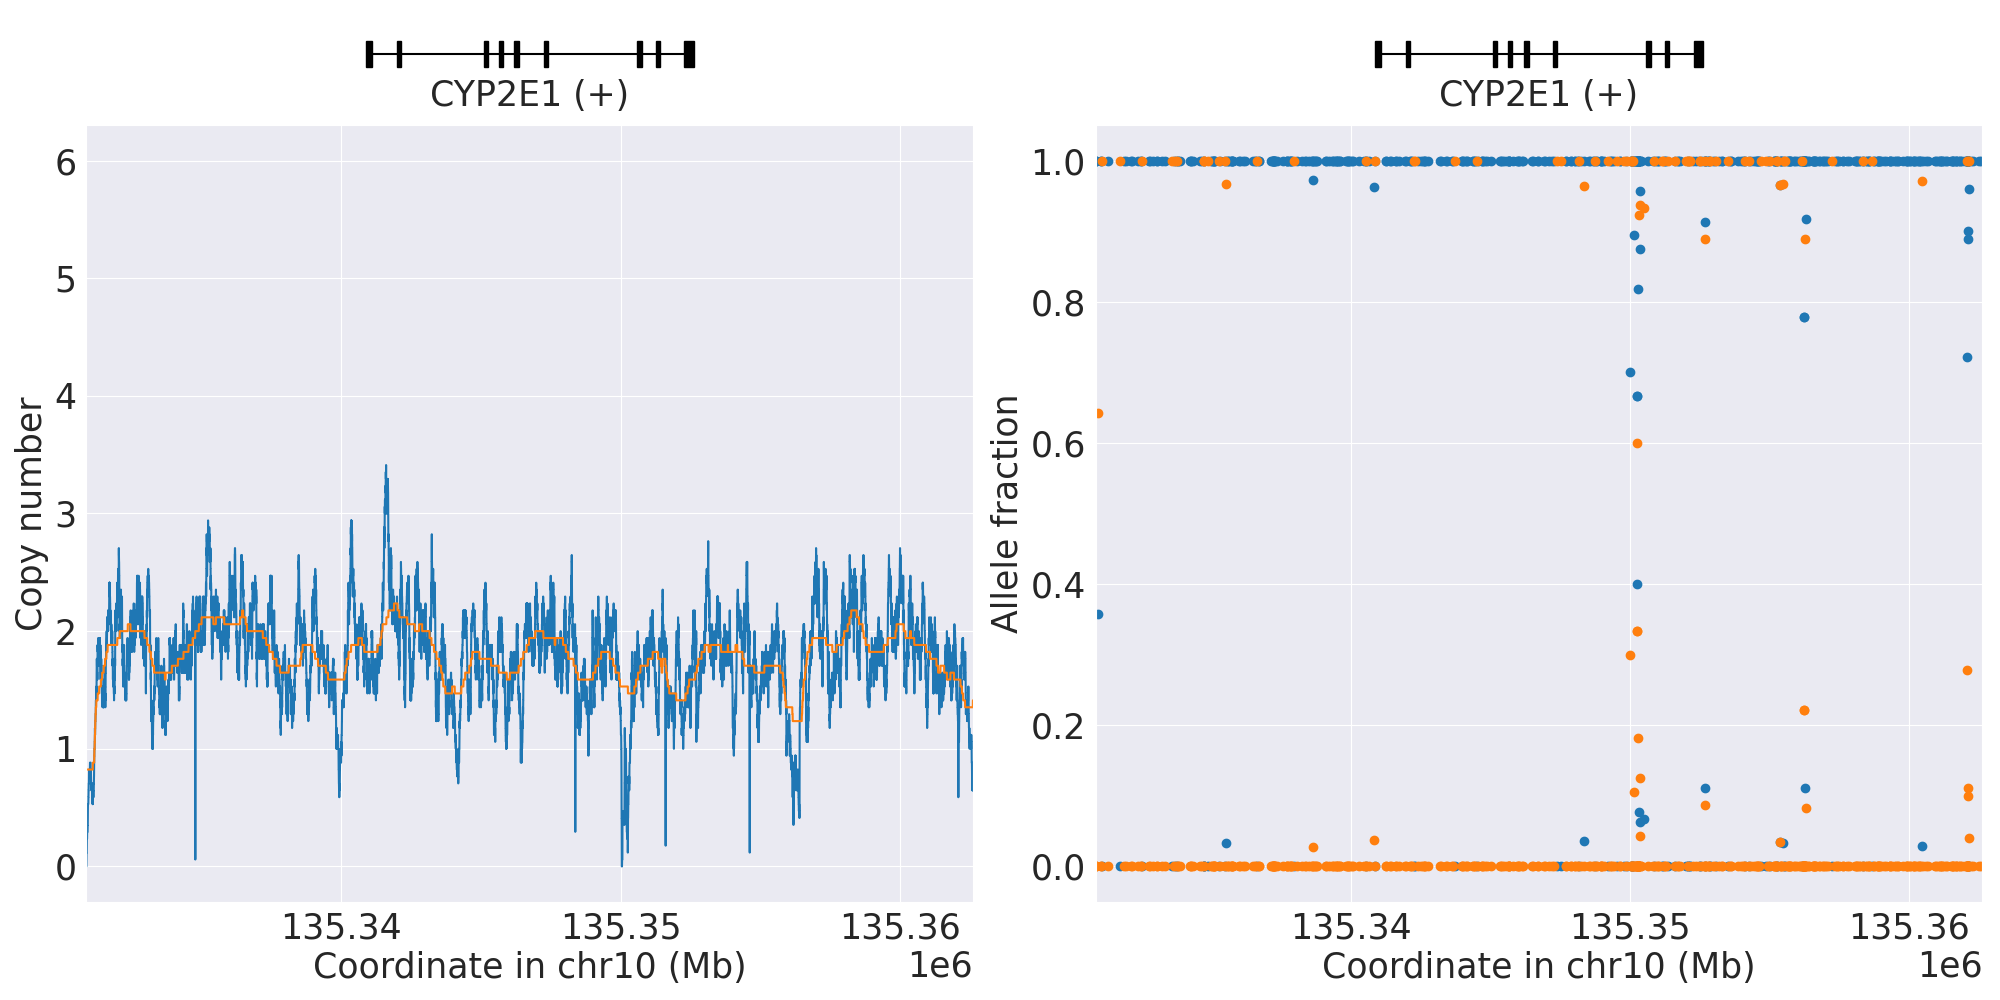 CYP2E1 (+)
6
5
4
3
2
1
0
Copy number
135.34
135.35
135.36
Coordinate in chr10 (Mb)
1e6
CYP2E1 (+)
1.0
0.8
0.6
0.4
0.2
0.0
Allele fraction
135.34
135.35
135.36
Coordinate in chr10 (Mb)
1e6